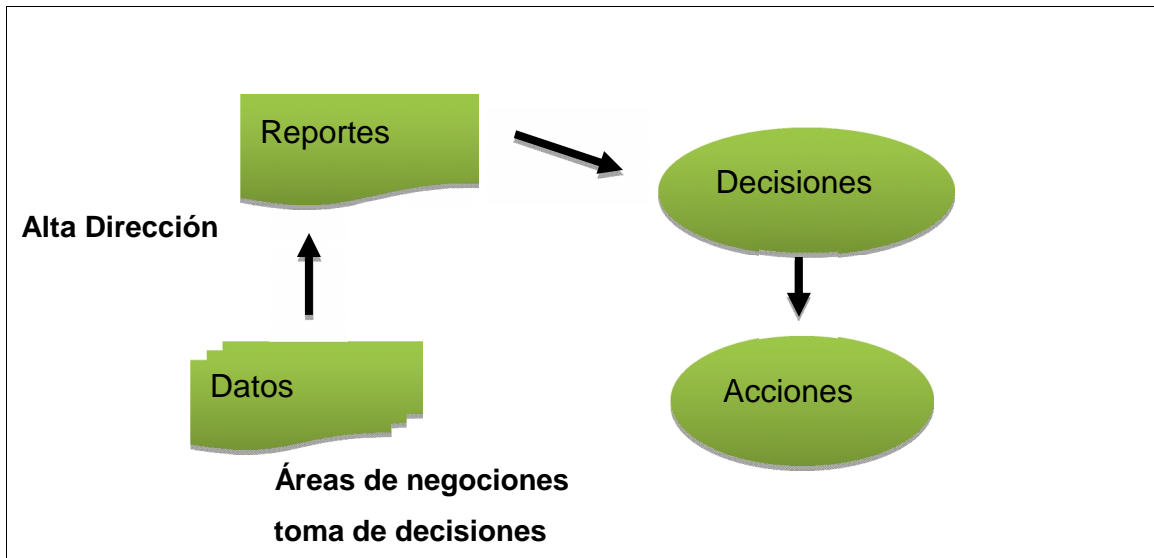 Reportes
Decisiones
Alta Dirección
Datos
Acciones
Áreas de negociones
toma de decisiones